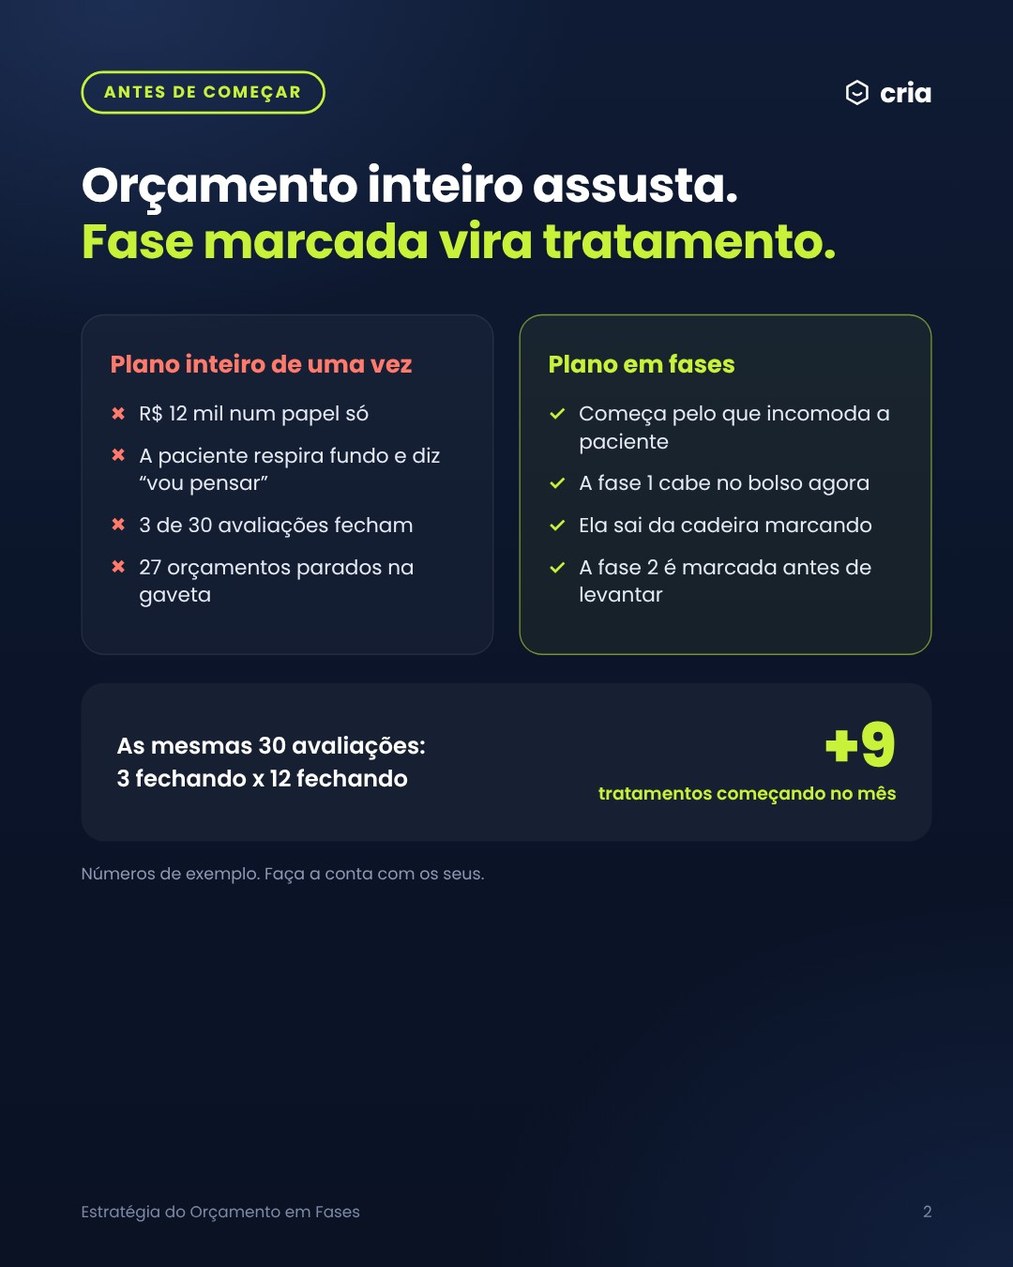 ANTES DE COMEÇAR
cria
Orçamento inteiro assusta.
Fase marcada vira tratamento.
Plano inteiro de uma vez
✖ R$ 12 mil num papel só
✖ A paciente respira fundo e diz
“vou pensar”
✖ 3 de 30 avaliações fecham
✖ 27 orçamentos parados na
gaveta
Plano em fases
✓ Começa pelo que incomoda a
paciente
✓ A fase 1 cabe no bolso agora
✓ Ela sai da cadeira marcando
✓ A fase 2 é marcada antes de
levantar
As mesmas 30 avaliações:
3 fechando x 12 fechando
+9
tratamentos começando no mês
Números de exemplo. Faça a conta com os seus.
Estratégia do Orçamento em Fases
2